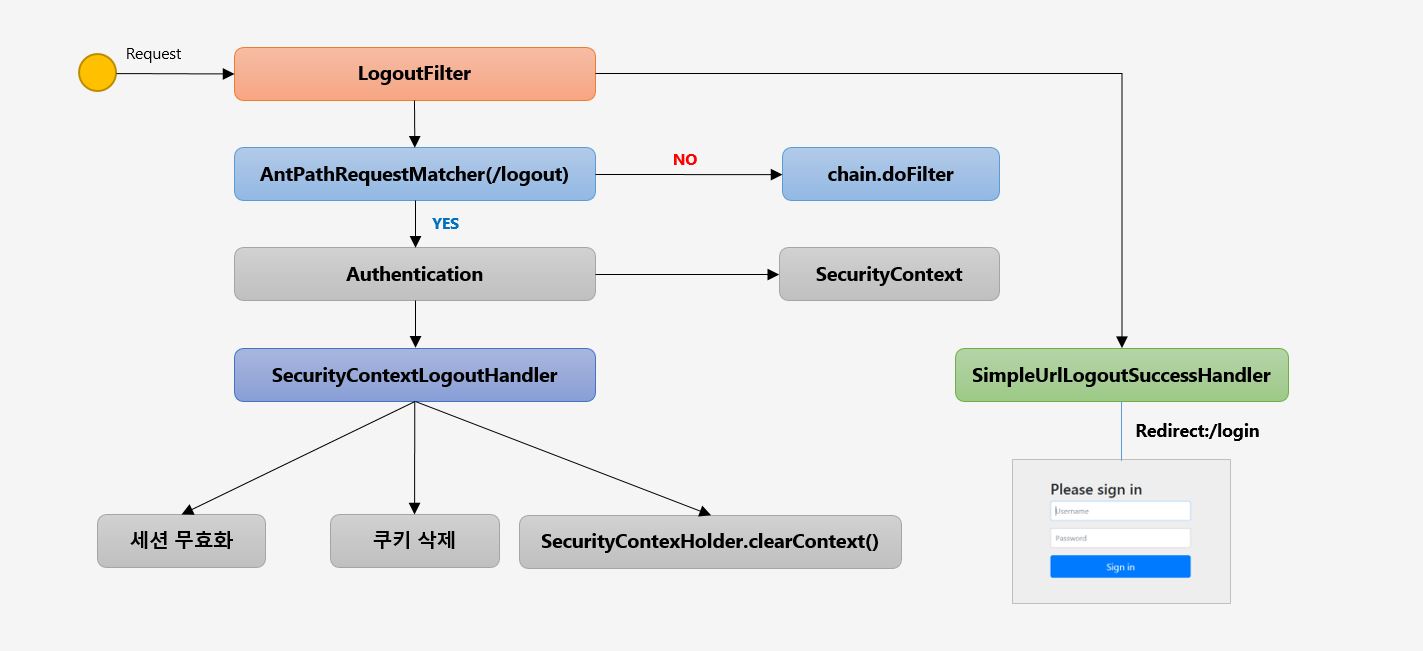 Request
LogoutFilter
AntPathRequestMatcher(/logout)
NO
chain.doFilter
YES
Authentication
SecurityContext
SecurityContextLogoutHandler
SimpleUrlLogoutSuccessHandler
Redirect:/login
Please sign in
Username
Password
Sign in
세션 무효화
쿠키 삭제
SecurityContexHolder.clearContext()